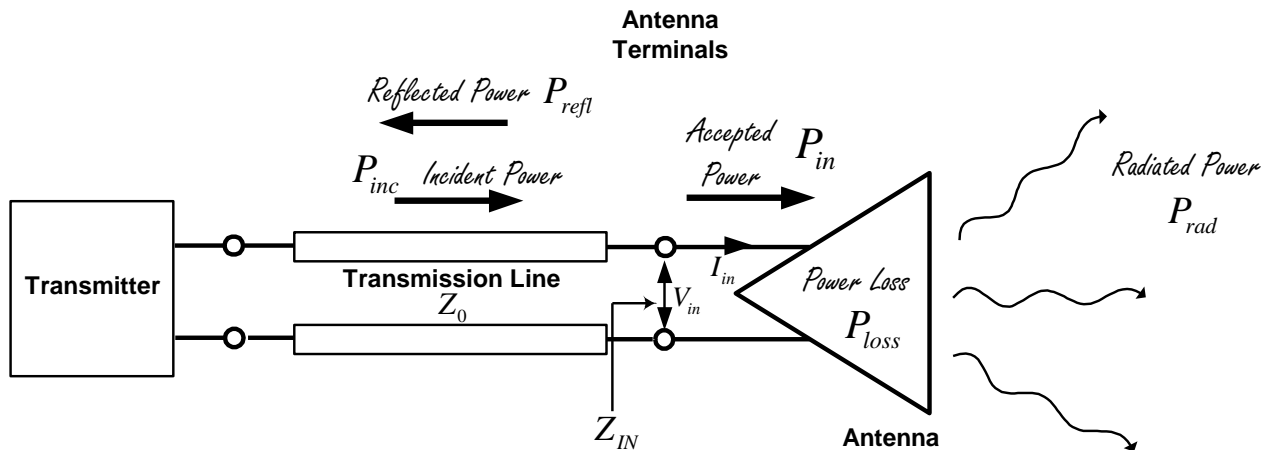 Antenna
Terminals
Reflected Power P_refl
P_inc Incident Power
Accepted
Power
P_in
Radiated Power
P_rad
Transmitter
Transmission Line
Z_0
I_in
V_in
Z_IN
Power Loss
P_loss
Antenna